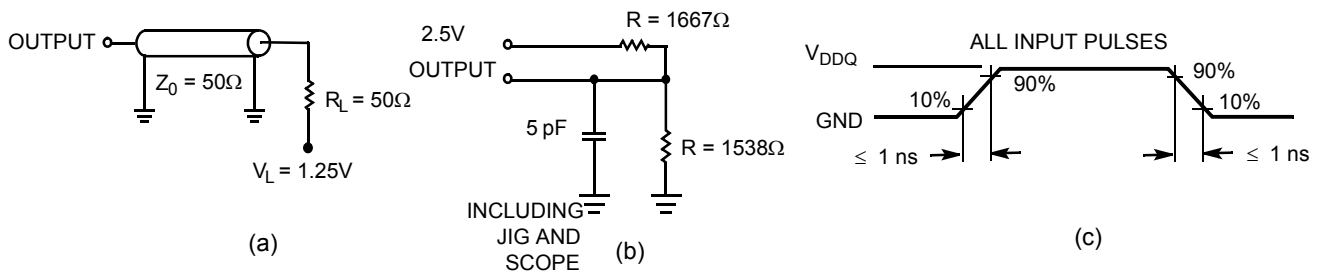 OUTPUT
Z0 = 50Ω
RL = 50Ω
VL = 1.25V
(a)
R = 1667Ω
2.5V
OUTPUT
5 pF
R = 1538Ω
INCLUDING
JIG AND
SCOPE
(b)
ALL INPUT PULSES
VDDQ
GND
10%
90%
90%
10%
≤ 1 ns
≤ 1 ns
(c)